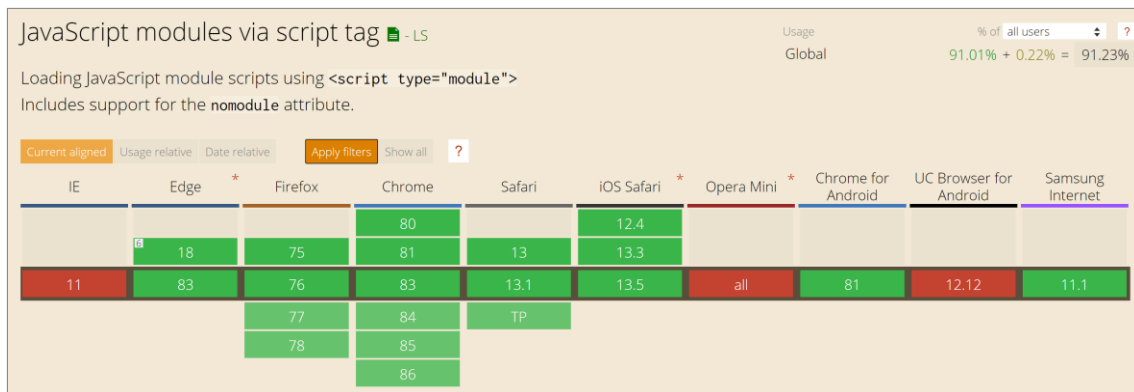 JavaScript modules via script tag - LS
Usage % of all users ?
Global 91.01% + 0.22% = 91.23%
Loading JavaScript module scripts using <script type="module">
Includes support for the nomodule attribute.
Current aligned Usage relative Date relative Apply filters Show all ?
IE Edge * Firefox Chrome Safari iOS Safari * Opera Mini * Chrome for Android UC Browser for Android Samsung Internet
80 12.4
6 18 75 81 13 13.3
11 83 76 83 13.1 13.5 all 81 12.12 11.1
77 84 TP
78 85
86